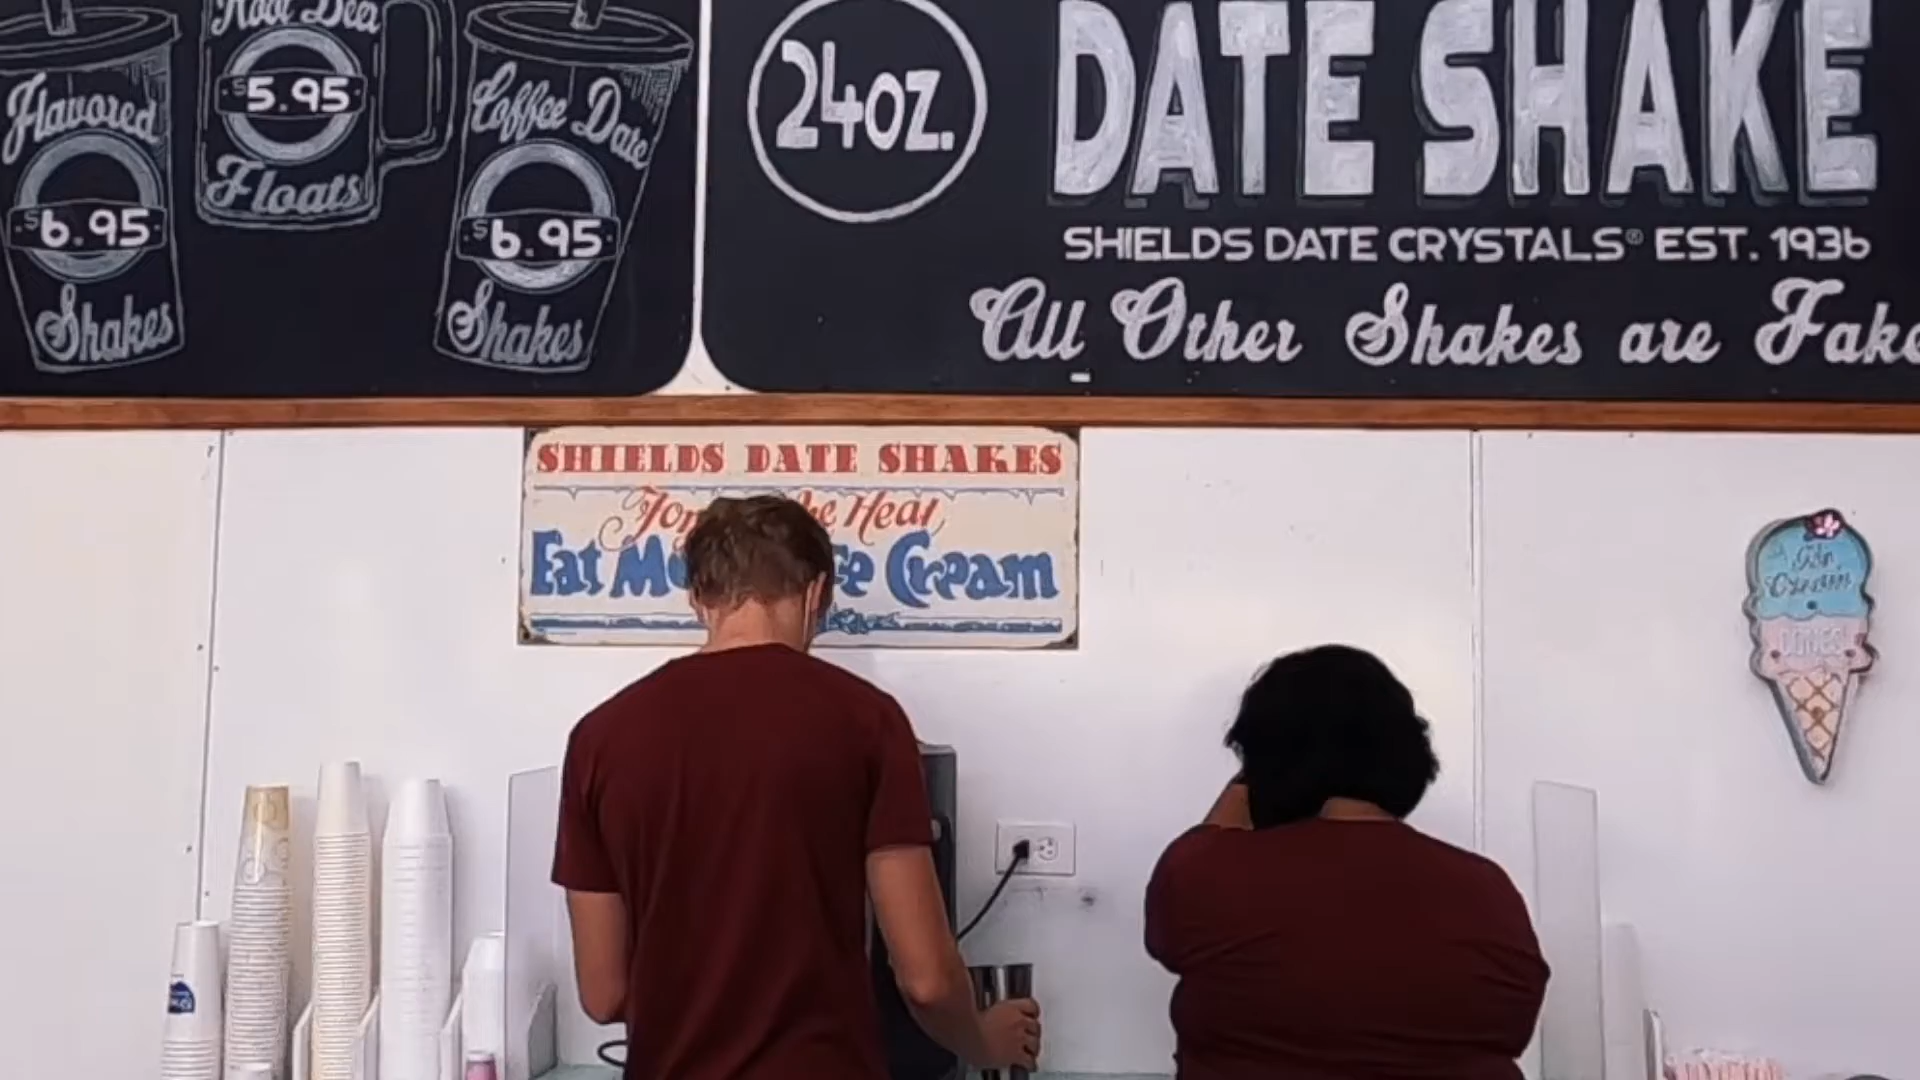 Flavored
$6.95
Shakes
Root Beer
$5.95
Floats
Coffee Date
$6.95
Shakes
24OZ.
DATE SHAKE
SHIELDS DATE CRYSTALS® EST. 1936
All Other Shakes are Fake
SHIELDS DATE SHAKES
Heat
Eat Cream
Ice Cream
CONES